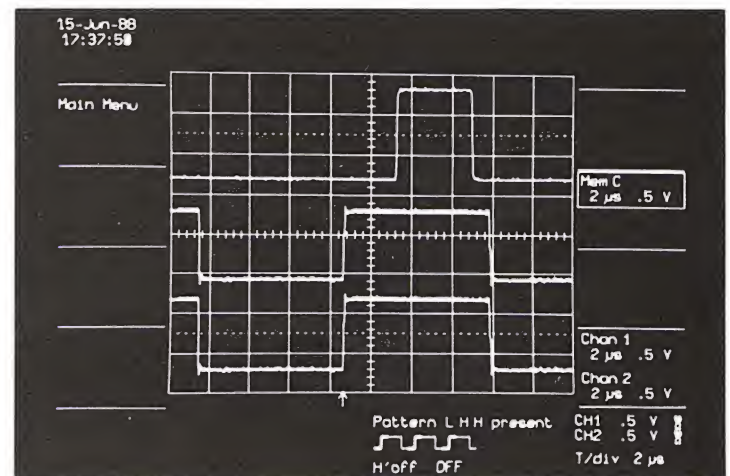 15-Jun-88
17:37:58
Main Menu
Mem C
2 µs .5 V
Chan 1
2 µs .5 V
Chan 2
2 µs .5 V
Pattern L H H present
H'off OFF
CH1 .5 V
CH2 .5 V
T/div 2 µs